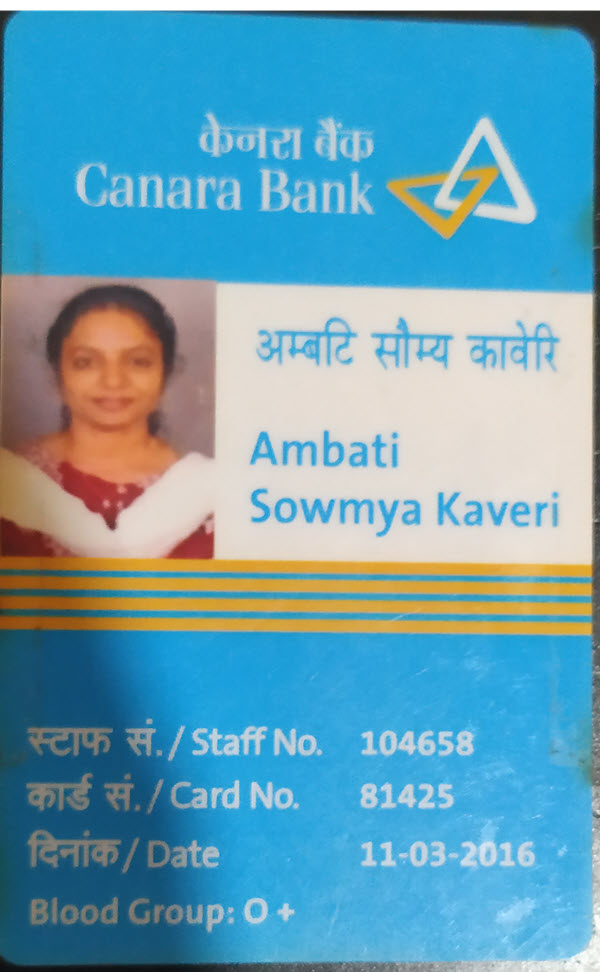 केनरा बैंक
Canara Bank
अम्बटि सौम्य कावेरि
Ambati
Sowmya Kaveri
स्टाफ सं./ Staff No. 104658
कार्ड सं./ Card No. 81425
दिनांक/ Date 11-03-2016
Blood Group: O +